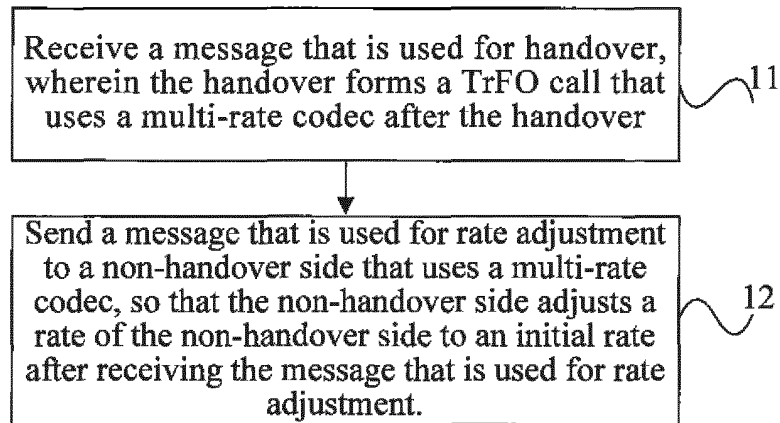 Receive a message that is used for handover,
wherein the handover forms a TrFO call that
uses a multi-rate codec after the handover
11
Send a message that is used for rate adjustment
to a non-handover side that uses a multi-rate
codec, so that the non-handover side adjusts a
rate of the non-handover side to an initial rate
after receiving the message that is used for rate
adjustment.
12